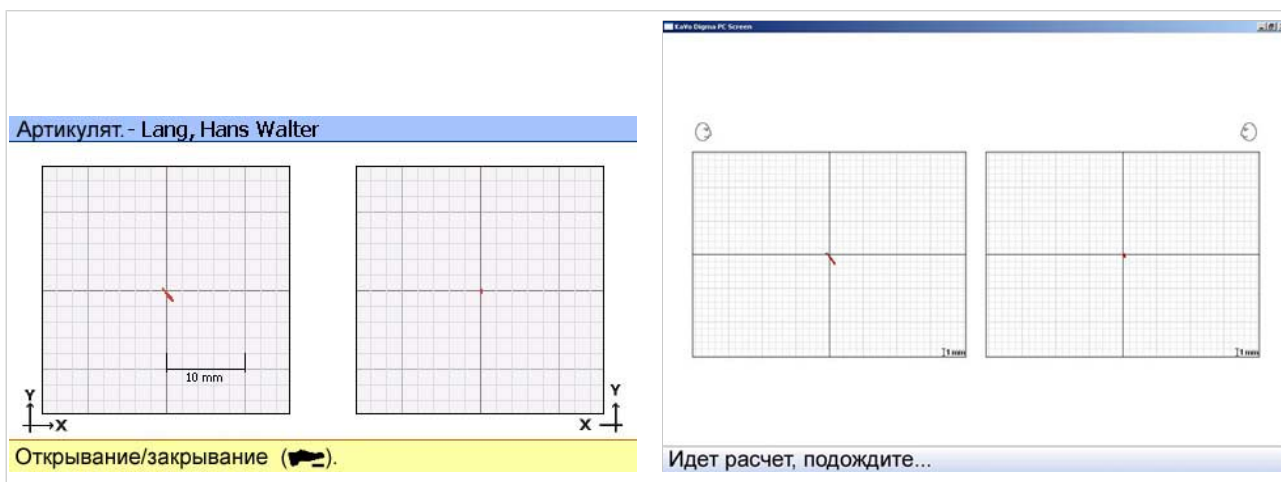 Артикулят. - Lang, Hans Walter
10 mm
Y
X
Y
X
Открывание/закрывание ( ).
KaVo Digma PC Screen
1 mm
1 mm
Идет расчет, подождите...